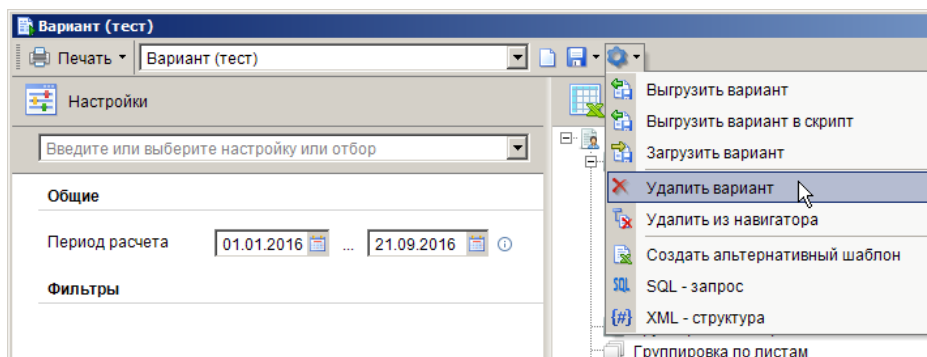 Вариант (тест)
Печать
Вариант (тест)
Настройки
Введите или выберите настройку или отбор
Общие
Период расчета
01.01.2016
...
21.09.2016
Фильтры
Выгрузить вариант
Выгрузить вариант в скрипт
Загрузить вариант
Удалить вариант
Удалить из навигатора
Создать альтернативный шаблон
SQL
SQL - запрос
{#}
XML - структура
Группировка по листам